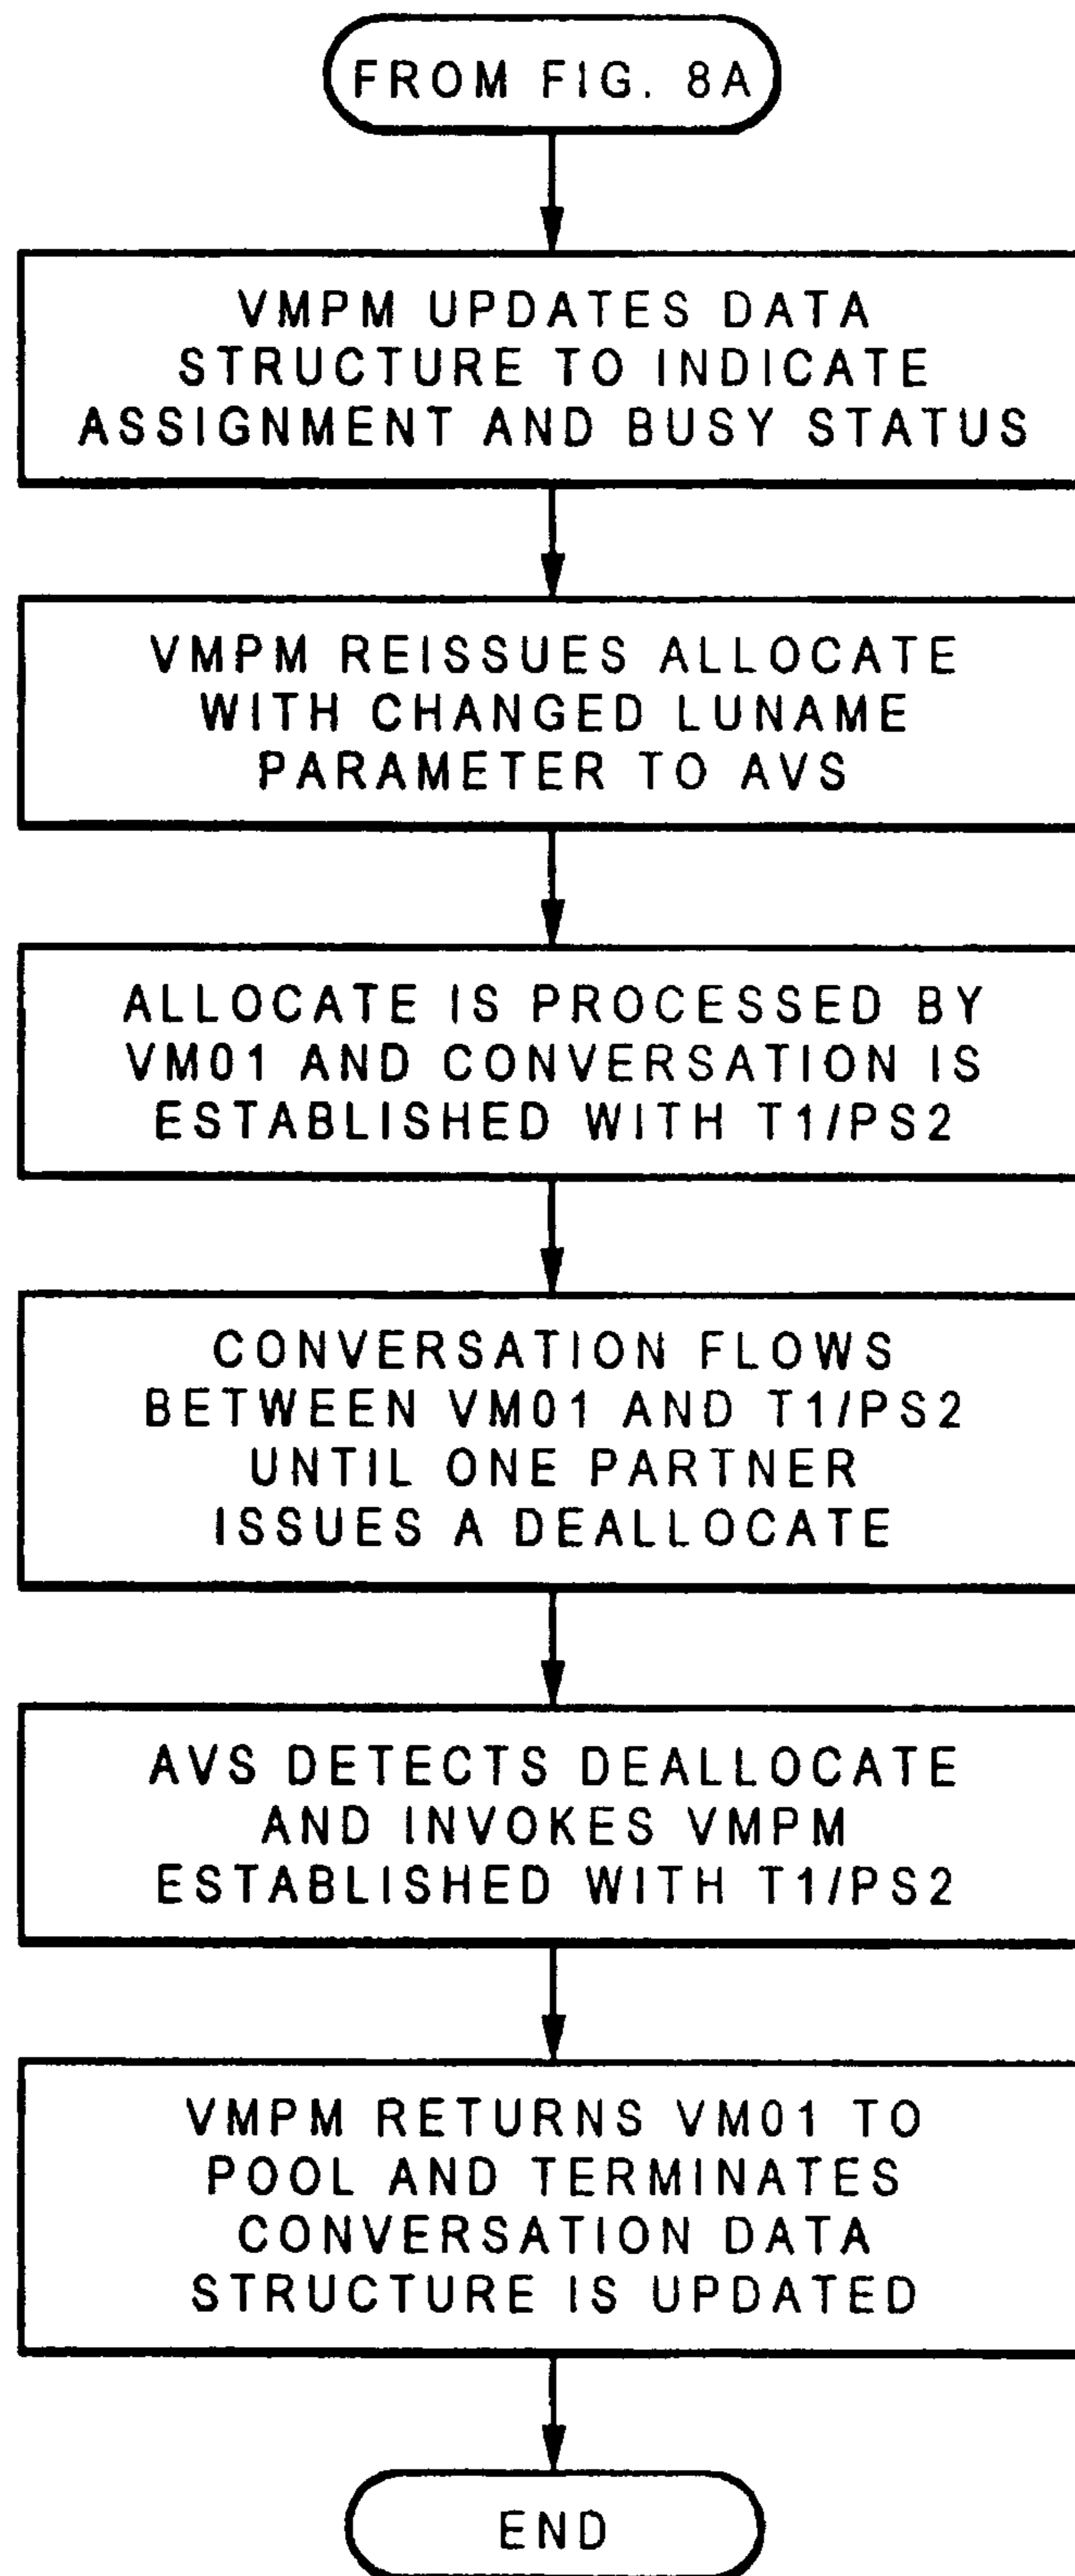 FROM FIG. 8A
VMPM UPDATES DATA
STRUCTURE TO INDICATE
ASSIGNMENT AND BUSY STATUS
VMPM REISSUES ALLOCATE
WITH CHANGED LUNAME
PARAMETER TO AVS
ALLOCATE IS PROCESSED BY
VM01 AND CONVERSATION IS
ESTABLISHED WITH T1/PS2
CONVERSATION FLOWS
BETWEEN VM01 AND T1/PS2
UNTIL ONE PARTNER
ISSUES A DEALLOCATE
AVS DETECTS DEALLOCATE
AND INVOKES VMPM
ESTABLISHED WITH T1/PS2
VMPM RETURNS VM01 TO
POOL AND TERMINATES
CONVERSATION DATA
STRUCTURE IS UPDATED
END